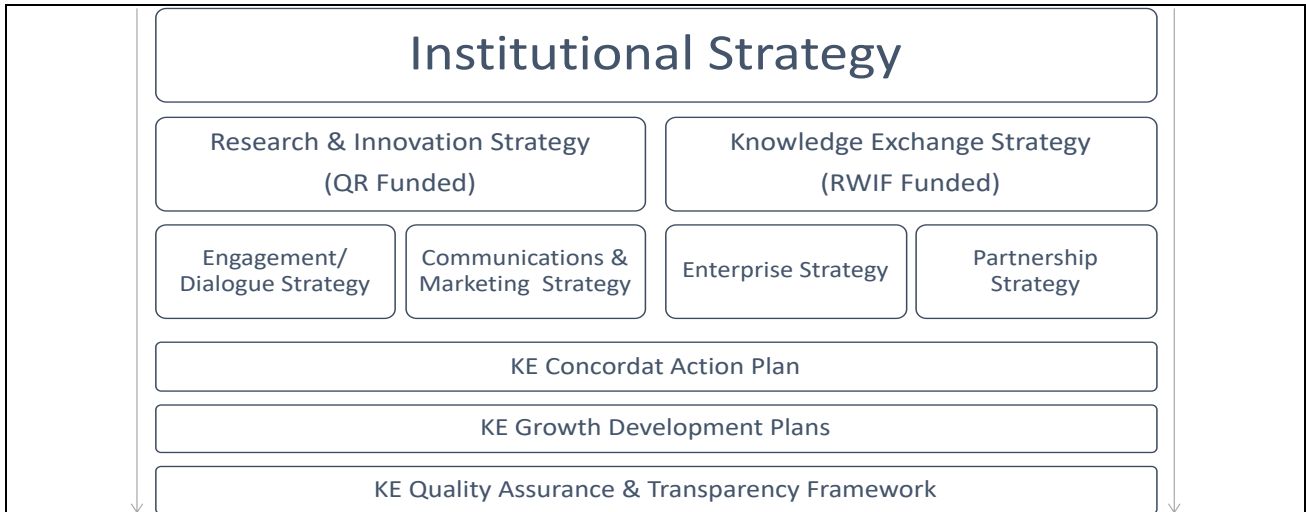 Institutional Strategy
Research & Innovation Strategy
(QR Funded)
Knowledge Exchange Strategy
(RWIF Funded)
Engagement/
Dialogue Strategy
Communications &
Marketing Strategy
Enterprise Strategy
Partnership
Strategy
KE Concordat Action Plan
KE Growth Development Plans
KE Quality Assurance & Transparency Framework